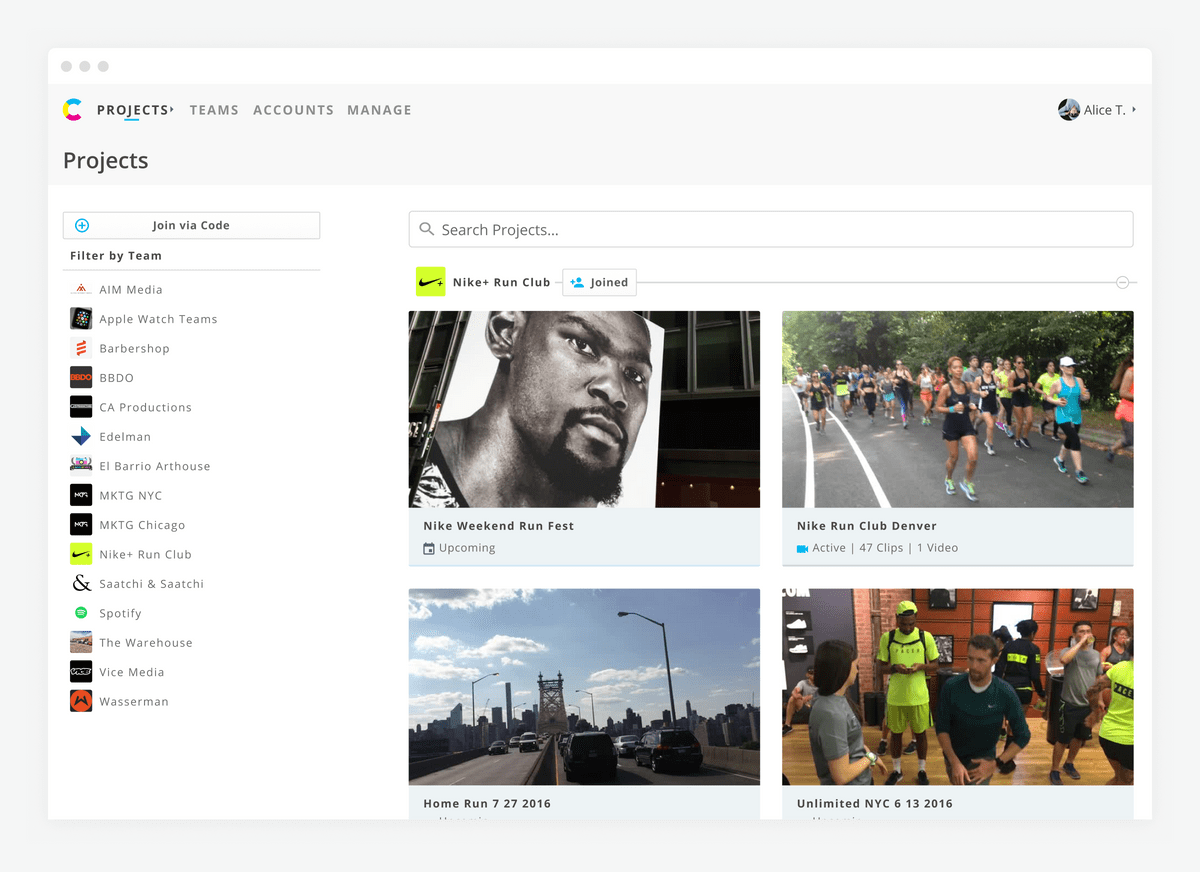 PROJECTS TEAMS ACCOUNTS MANAGE
Alice T.
Projects
Join via Code
Filter by Team
AIM Media
Apple Watch Teams
Barbershop
BBDO
BBDO
CA Productions
Edelman
El Barrio Arthouse
MKTG NYC
MKTG Chicago
Nike+ Run Club
& Saatchi & Saatchi
Spotify
The Warehouse
VICE Vice Media
Wasserman
Search Projects...
Nike+ Run Club
Joined
Nike Weekend Run Fest
Upcoming
Nike Run Club Denver
Active | 47 Clips | 1 Video
Home Run 7 27 2016
PACER
Unlimited NYC 6 13 2016